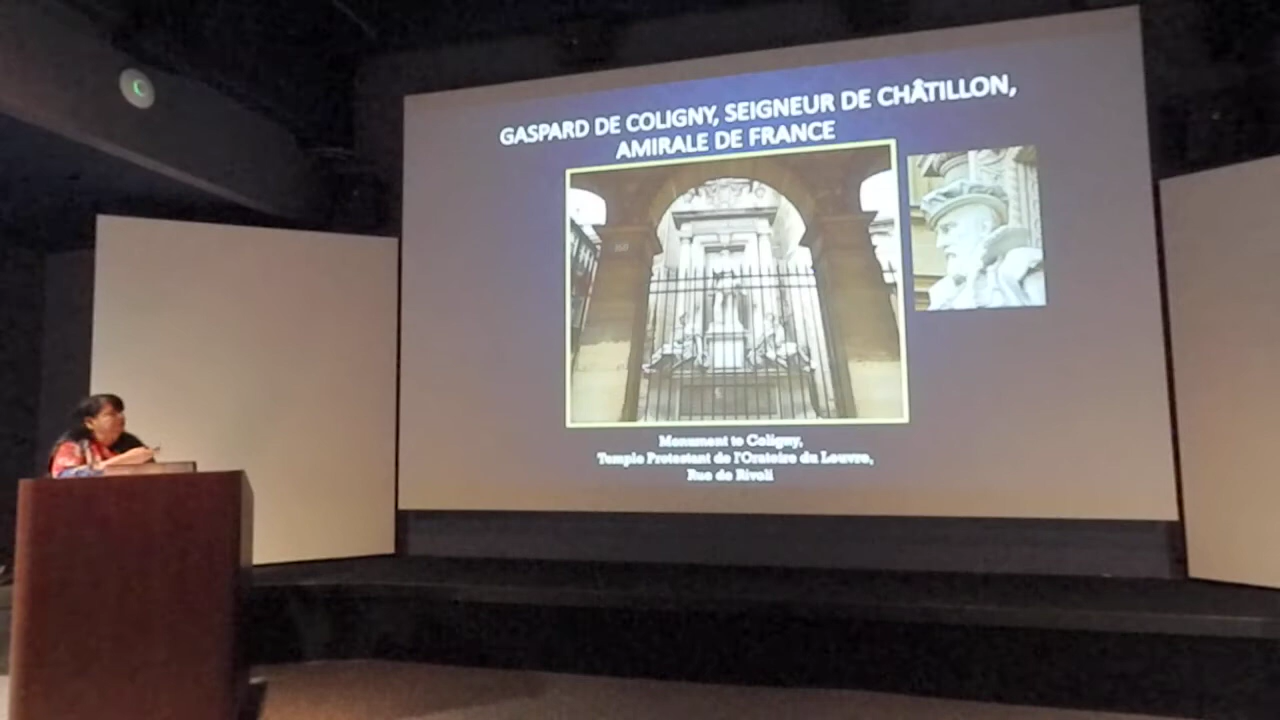 GASPARD DE COLIGNY, SEIGNEUR DE CHÂTILLON,
AMIRALE DE FRANCE
Monument to Coligny,
Temple Protestant de l'Oratoire du Louvre,
Rue de Rivoli